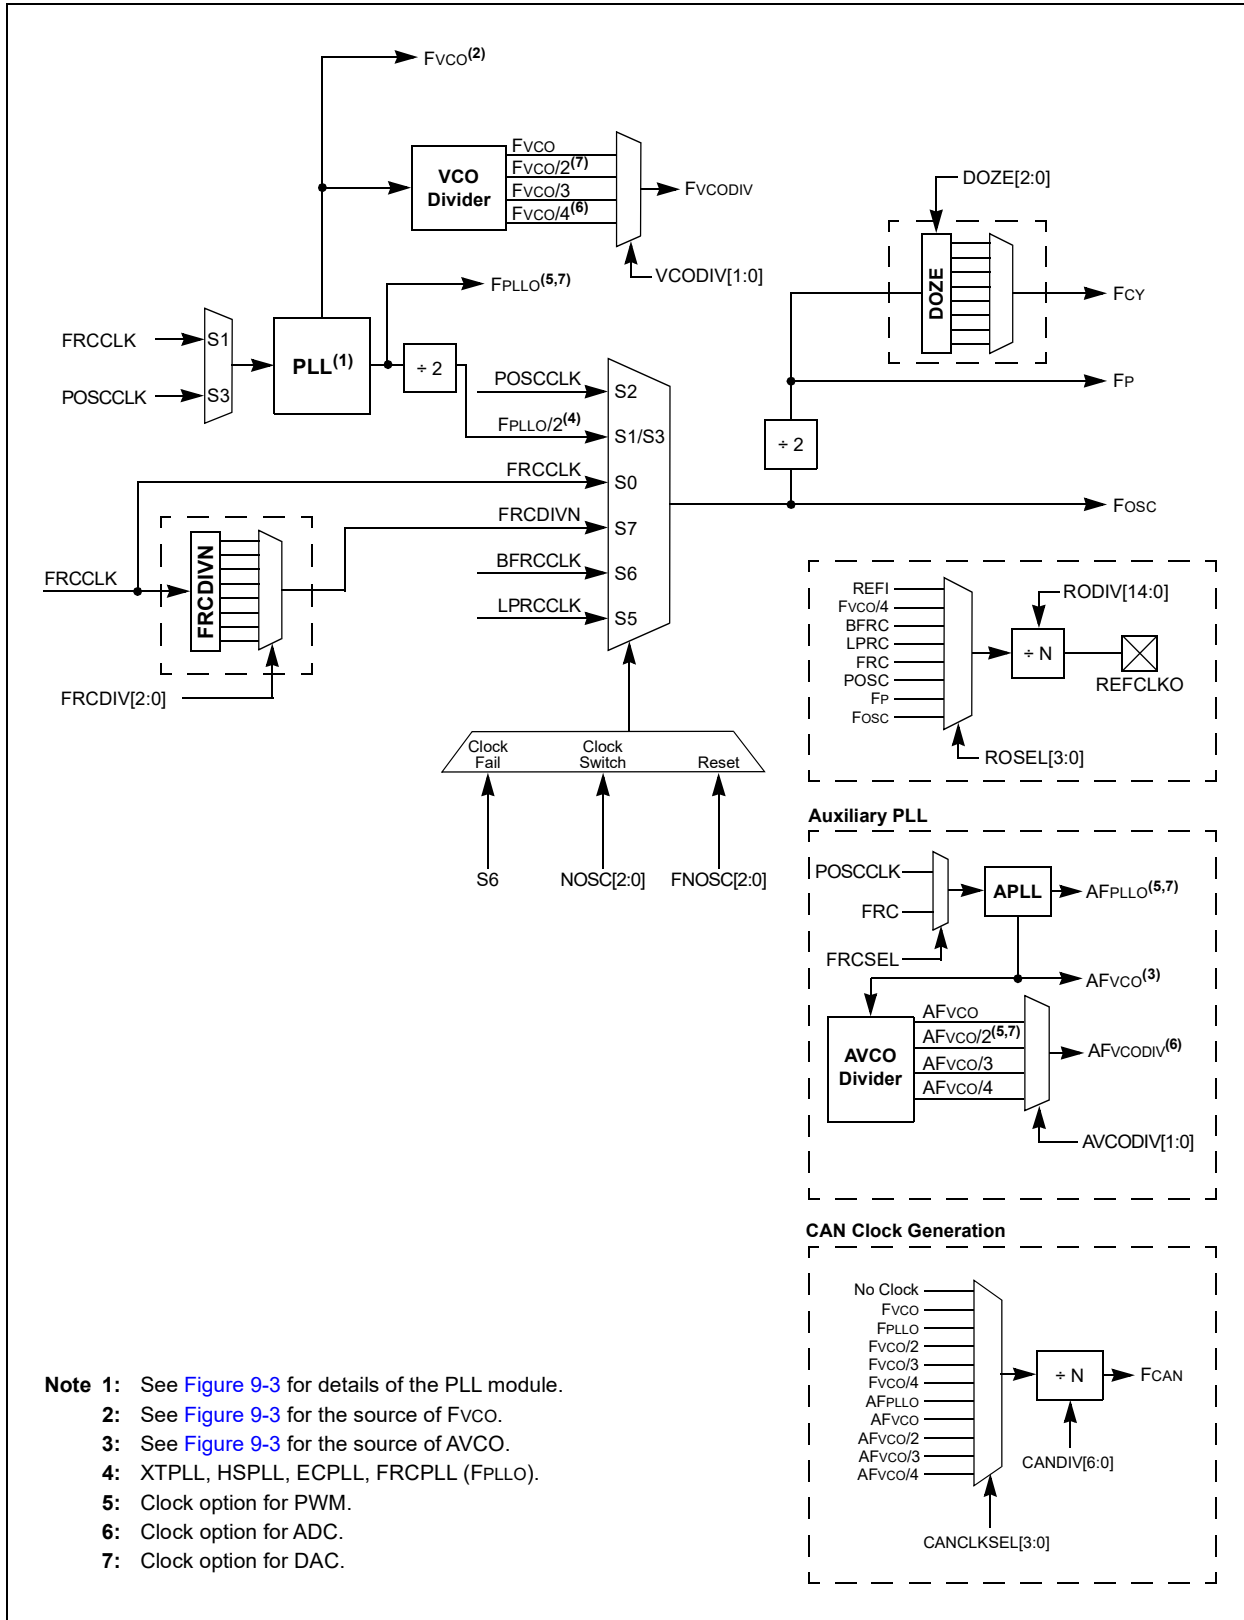 FVCO(2)
VCO
Divider
FVCO
FVCO/2(7)
FVCO/3
FVCO/4(6)
FVCODIV
VCODIV[1:0]
DOZE[2:0]
DOZE
FCY
FPLLO(5,7)
FRCCLK
S1
POSCCLK
S3
PLL(1)
÷ 2
POSCCLK
S2
FPLLO/2(4)
S1/S3
FRCCLK
S0
FRCDIVN
S7
BFRCCLK
S6
LPRCCLK
S5
FP
÷ 2
FOSC
FRCCLK
FRCDIVN
FRCDIV[2:0]
Clock
Fail
Clock
Switch
Reset
S6
NOSC[2:0]
FNOSC[2:0]
REFI
FVCO/4
BFRC
LPRC
FRC
POSC
FP
FOSC
RODIV[14:0]
÷ N
REFCLKO
ROSEL[3:0]
Auxiliary PLL
POSCCLK
FRC
FRCSEL
APLL
AFPLLO(5,7)
AFVCO(3)
AVCO
Divider
AFVCO
AFVCO/2(5,7)
AFVCO/3
AFVCO/4
AFVCODIV(6)
AVCODIV[1:0]
CAN Clock Generation
No Clock
FVCO
FPLLO
FVCO/2
FVCO/3
FVCO/4
AFPLLO
AFVCO
AFVCO/2
AFVCO/3
AFVCO/4
÷ N
FCAN
CANDIV[6:0]
CANCLKSEL[3:0]
Note 1: See Figure 9-3 for details of the PLL module.
2: See Figure 9-3 for the source of FVCO.
3: See Figure 9-3 for the source of AVCO.
4: XTPLL, HSPLL, ECPLL, FRCPLL (FPLLO).
5: Clock option for PWM.
6: Clock option for ADC.
7: Clock option for DAC.